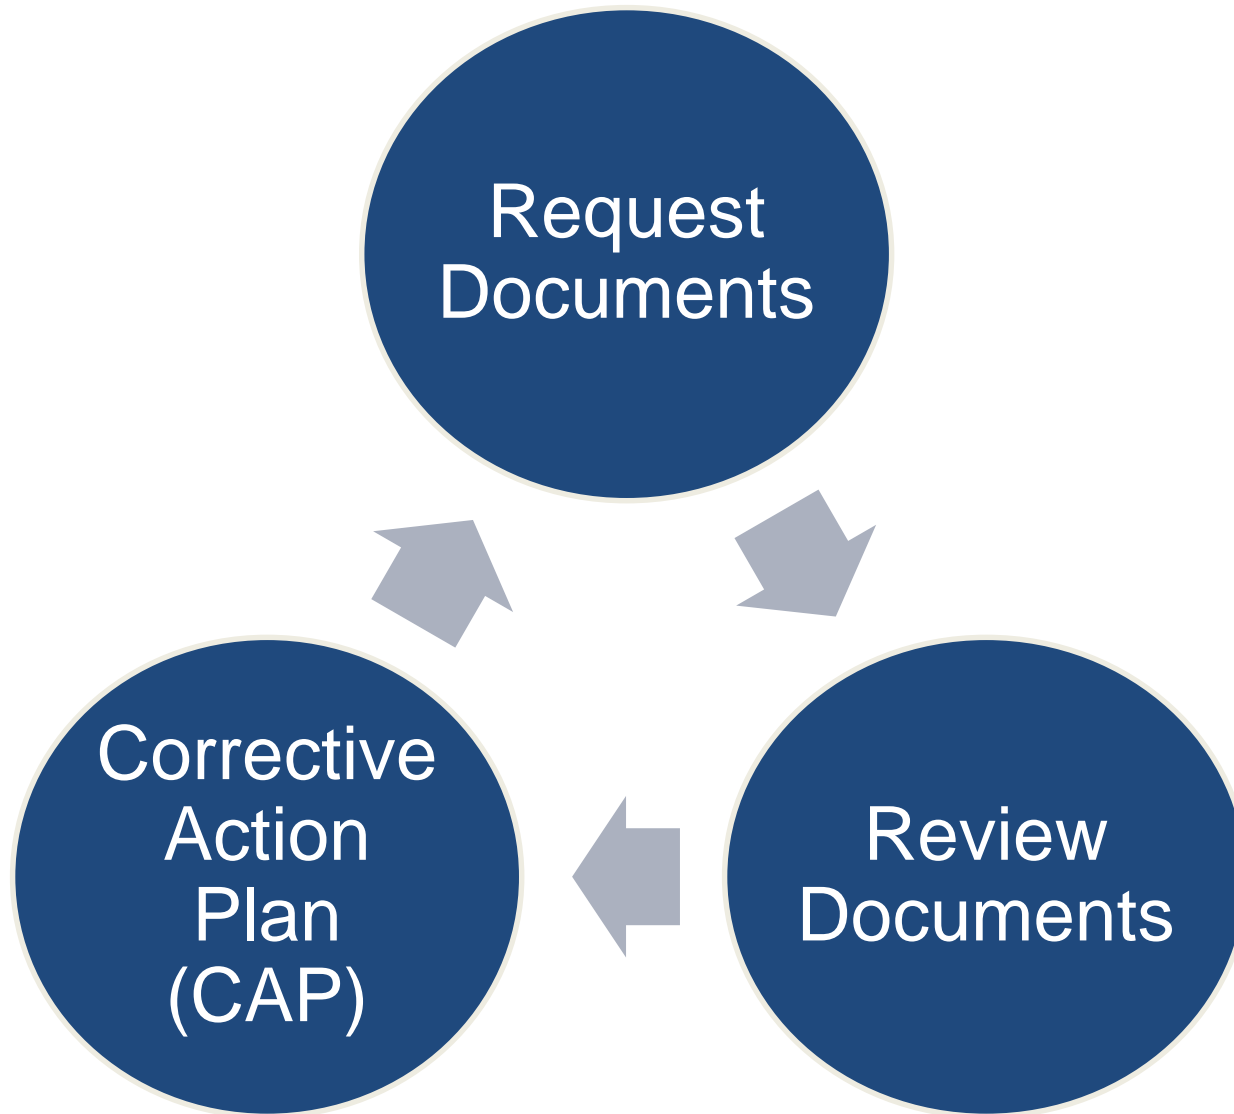 Request
Documents
Review
Documents
Corrective
Action
Plan
(CAP)